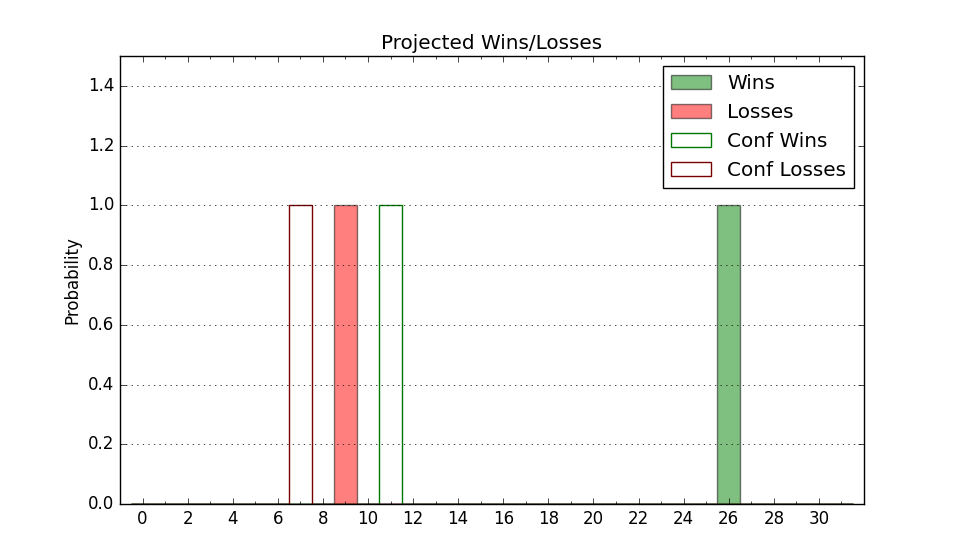 Projected Wins/Losses
Wins
Losses
Conf Wins
Conf Losses
Probability
1.4
1.2
1.0
0.8
0.6
0.4
0.2
0.0
0 2 4 6 8 10 12 14 16 18 20 22 24 26 28 30